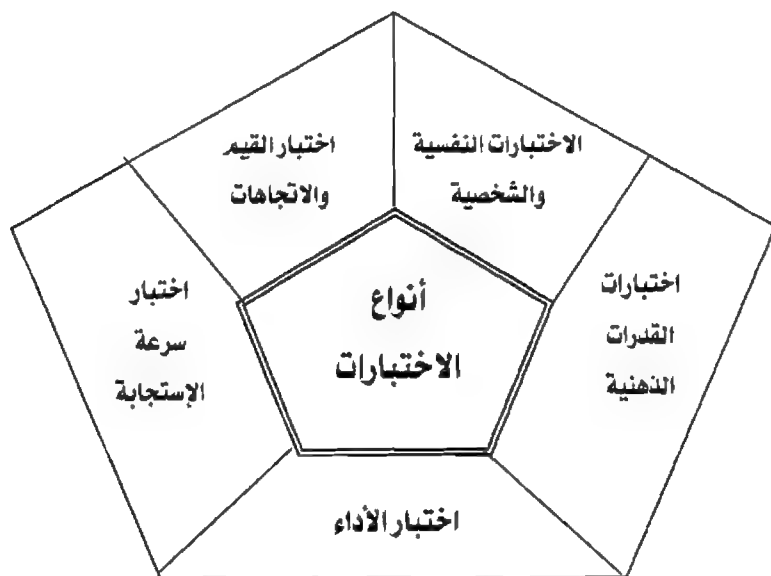 الاختبارات النفسية
والشخصية
اختبار القيم
والاتجاهات
اختبارات
القدرات
الذهنية
أنواع
الاختبارات
اختبار
سرعة
الإستجابة
اختبار الأداء